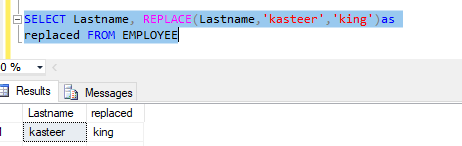 SELECT Lastname, REPLACE(Lastname,'kasteer','king')as
replaced FROM EMPLOYEE
0 %
Results Messages
Lastname replaced
kasteer king